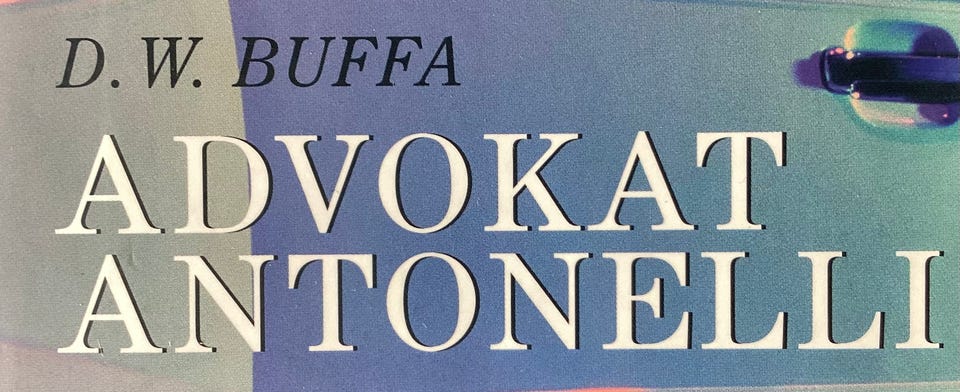 D. W. BUFFA
ADVOKAT
ANTONELLI